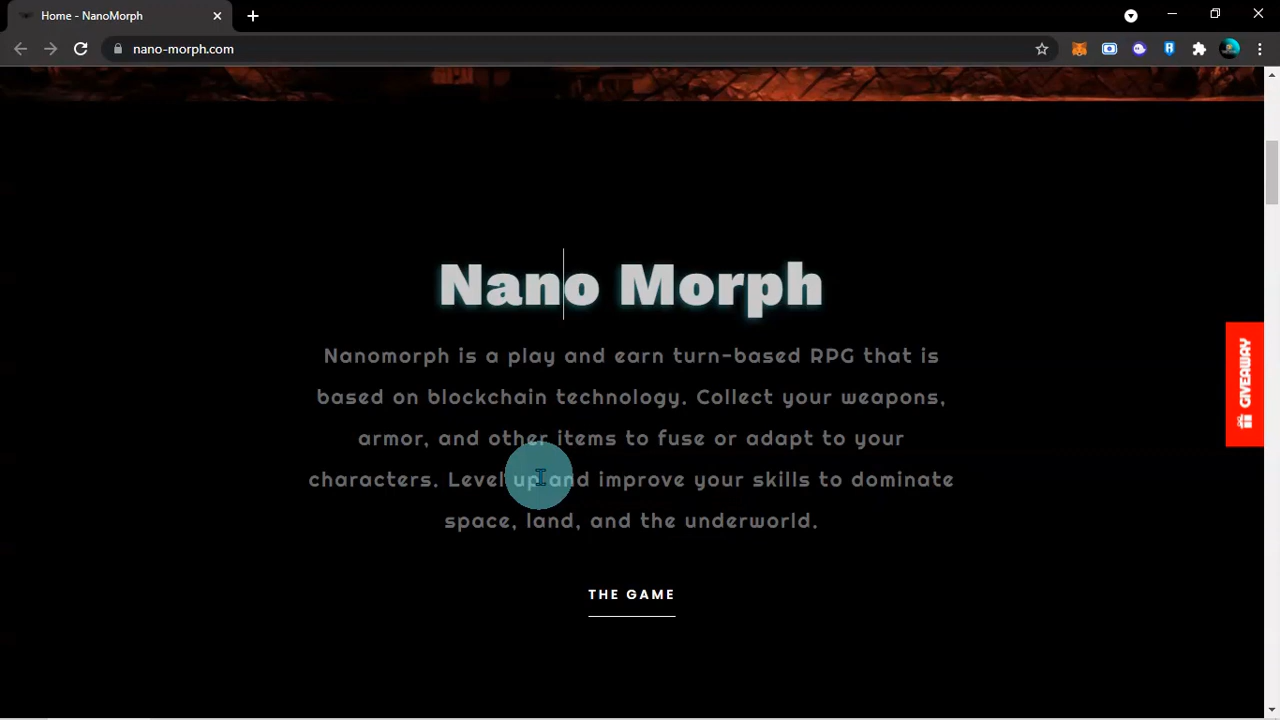 Home - NanoMorph
nano-morph.com
Nano Morph
Nanomorph is a play and earn turn-based RPG that is
based on blockchain technology. Collect your weapons,
armor, and other items to fuse or adapt to your
characters. Level up and improve your skills to dominate
space, land, and the underworld.
THE GAME
GIVEAWAY